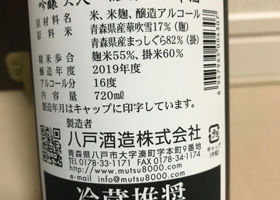 原材料名 米、米麹、醸造アルコール
原料米 青森県産華吹雪17%(麹)
青森県産まっしぐら82%(掛)
精米歩合 麹米55%、掛米60%
醸造年度 2019年度
アルコール分 16度
内容量 720ml
製造年月はキャップに印字しています。
製造者
八戸酒造株式会社
青森県八戸市大字湊町字本町9番地
TEL 0178-33-1171 FAX 0178-34-1174
http://www.mutsu8000.com
e-mail info@mutsu8000.com
冷蔵推奨